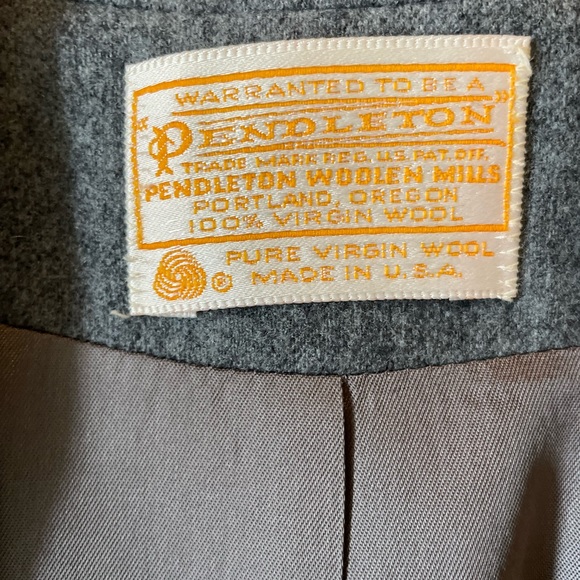 WARRANTED TO BE A
"PENDLETON"
TRADE MARK REG. U.S. PAT. OFF.
PENDLETON WOOLEN MILLS
PORTLAND, OREGON
100% VIRGIN WOOL
PURE VIRGIN WOOL
® MADE IN U.S.A.